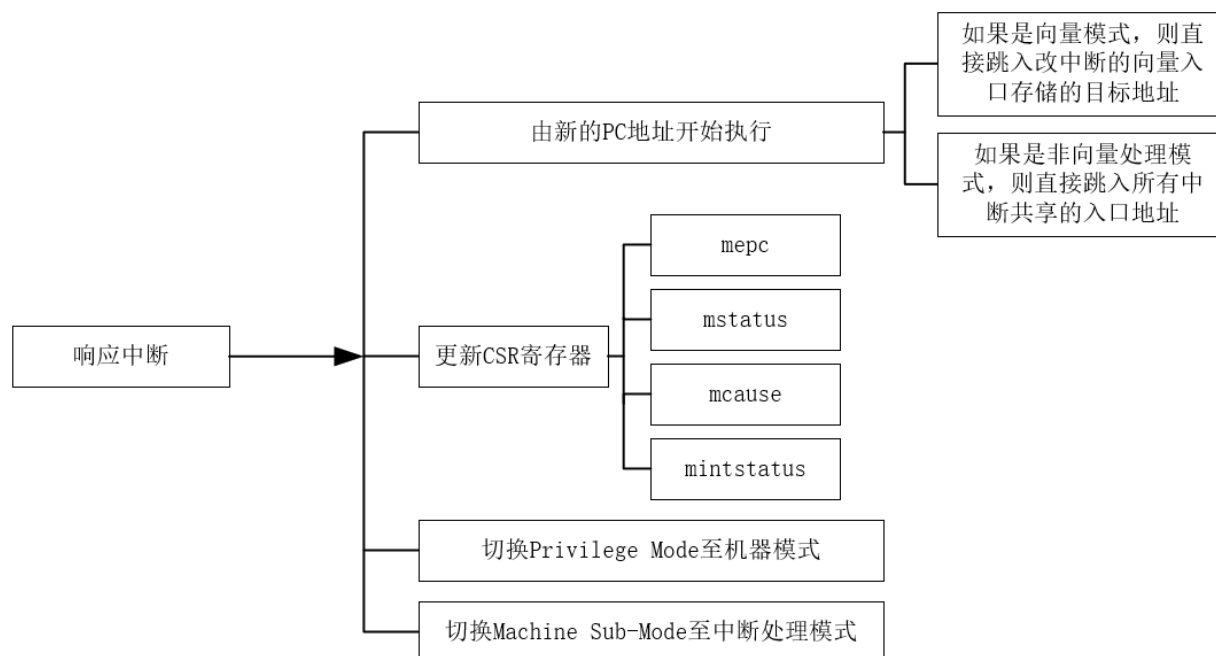 如果是向量模式，则直
接跳入改中断的向量入
口存储的目标地址
由新的PC地址开始执行
如果是非向量处理模
式，则直接跳入所有中
断共享的入口地址
mepc
mstatus
响应中断
更新CSR寄存器
mcause
mintstatus
切换Privilege Mode至机器模式
切换Machine Sub-Mode至中断处理模式